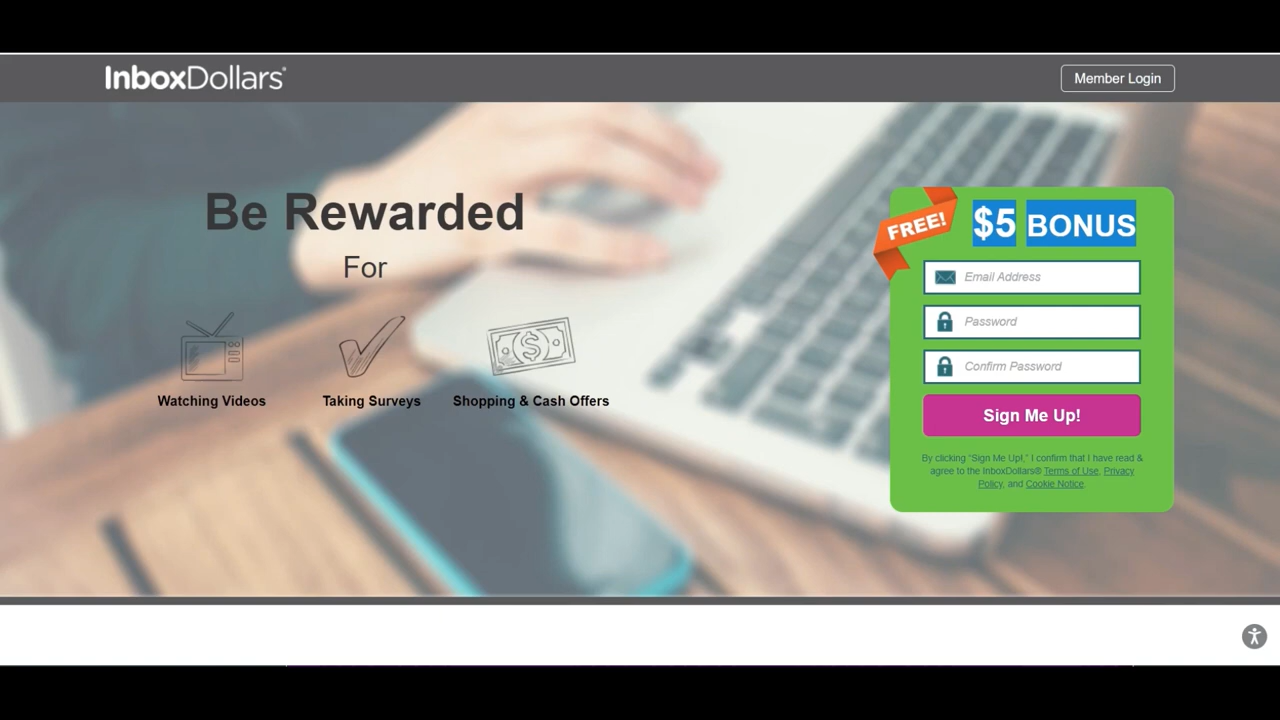 InboxDollars®
Member Login
Be Rewarded
For
Watching Videos
Taking Surveys
Shopping & Cash Offers
FREE!
$5 BONUS
Email Address
Password
Confirm Password
Sign Me Up!
By clicking "Sign Me Up!," I confirm that I have read &
agree to the InboxDollars® Terms of Use, Privacy
Policy, and Cookie Notice.